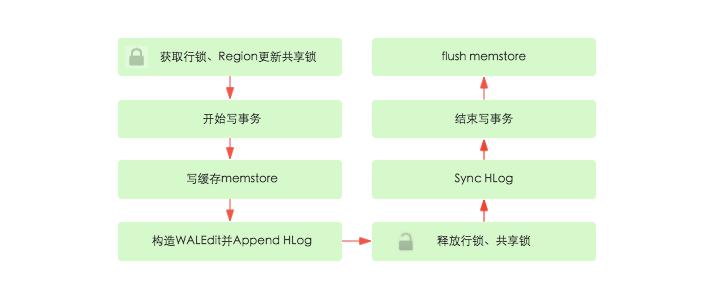 获取行锁、Region更新共享锁
开始写事务
写缓存memstore
构造WALEdit并Append HLog
释放行锁、共享锁
Sync HLog
结束写事务
flush memstore